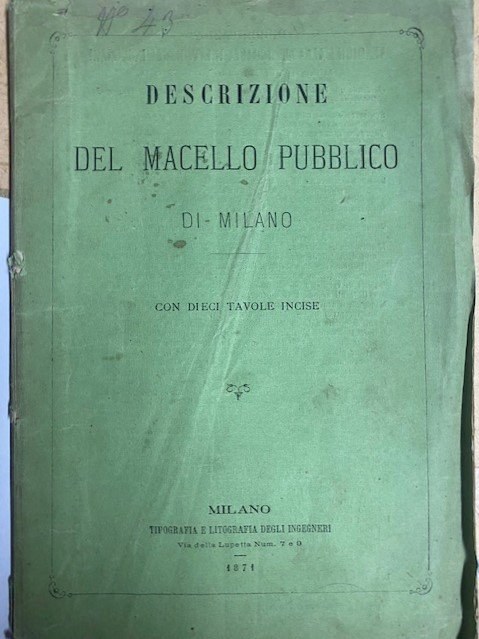 Nº 43
DESCRIZIONE
DEL MACELLO PUBBLICO
DI MILANO
CON DIECI TAVOLE INCISE
MILANO
TIPOGRAFIA E LITOGRAFIA DEGLI INGEGNERI
Via della Lupetta Num. 7 e 9
1871